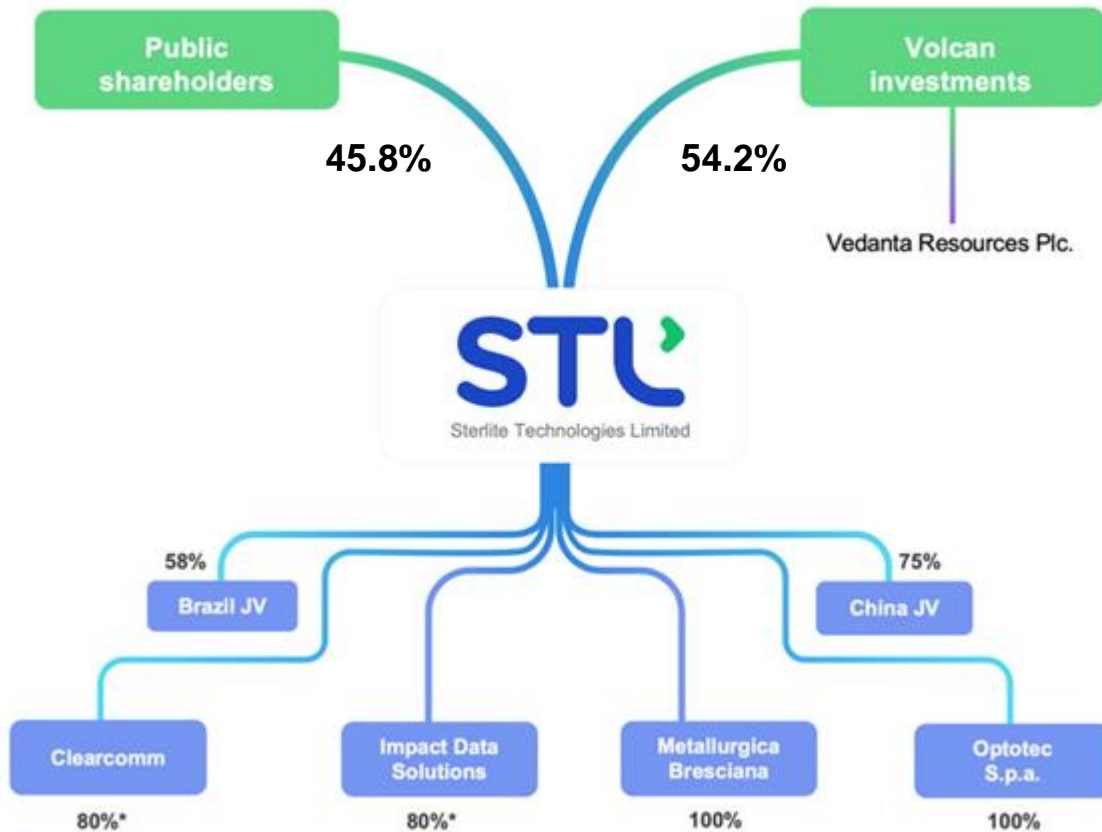 Public
shareholders
Volcan
investments
45.8%
54.2%
Vedanta Resources Plc.
STL
Sterlite Technologies Limited
58%
75%
Brazil JV
China JV
Clearcomm
Impact Data
Solutions
Metallurgica
Bresciana
Optotec
S.p.a.
80%*
80%*
100%
100%